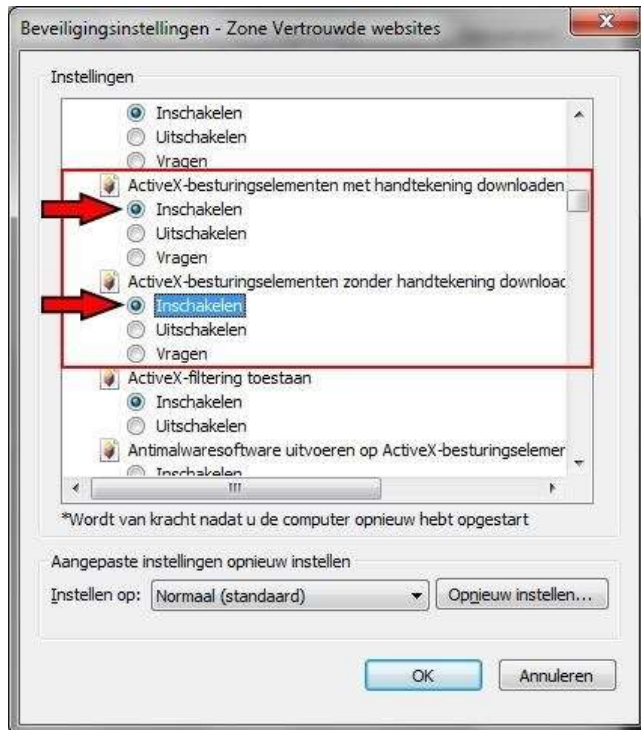 Beveiligingsinstellingen - Zone Vertrouwde websites
Instellingen
Inschakelen
Uitschakelen
Vragen
ActiveX-besturingselementen met handtekening downloaden
Inschakelen
Uitschakelen
Vragen
ActiveX-besturingselementen zonder handtekening downloac
Inschakelen
Uitschakelen
Vragen
ActiveX-filtering toestaan
Inschakelen
Uitschakelen
Antimalwaresoftware uitvoeren op ActiveX-besturingselemer
Inschakelen
*Wordt van kracht nadat u de computer opnieuw hebt opgestart
Aangepaste instellingen opnieuw instellen
Instellen op: Normaal (standaard) Opnieuw instellen...
OK Annuleren